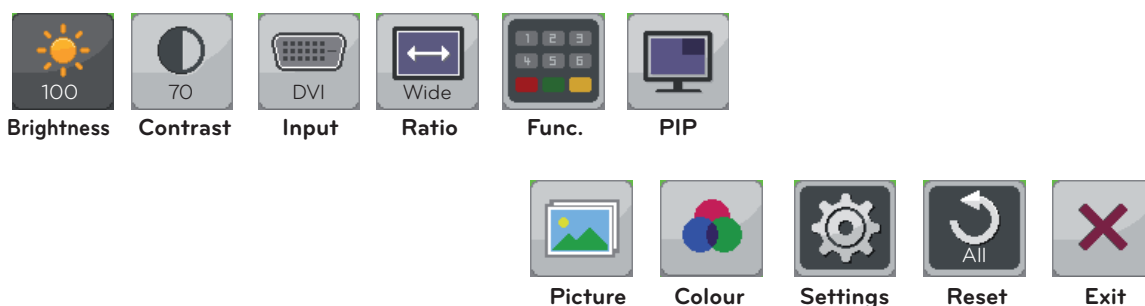 100 70 DVI Wide 1 2 3
4 5 6
Brightness Contrast Input Ratio Func. PIP
All
Picture Colour Settings Reset Exit